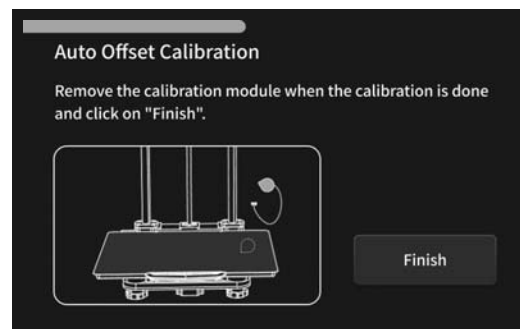 Auto Offset Calibration
Remove the calibration module when the calibration is done
and click on "Finish".
Finish